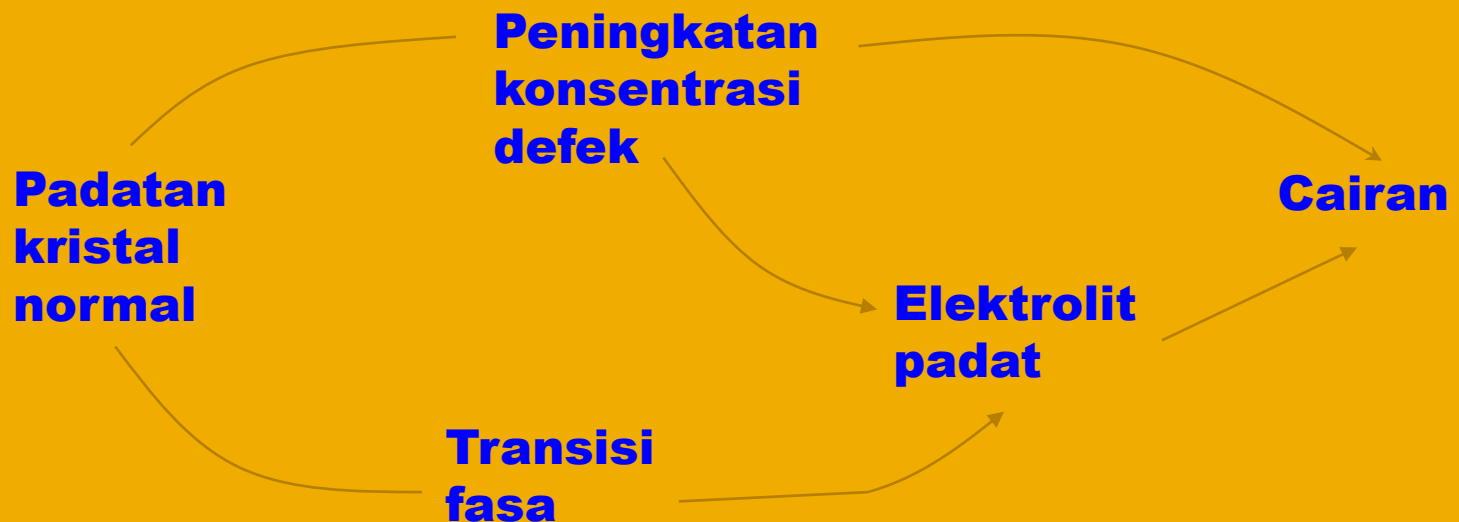 Peningkatan
konsentrasi
defek
Padatan
kristal
normal
Cairan
Elektrolit
padat
Transisi
fasa